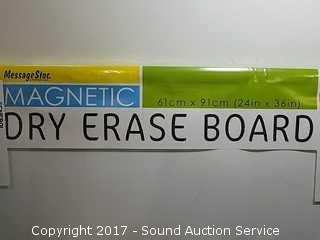 MessageStor.
MAGNETIC
61cm x 91cm (24in x 36in)
DRY ERASE BOARD
Copyright 2017 - Sound Auction Service